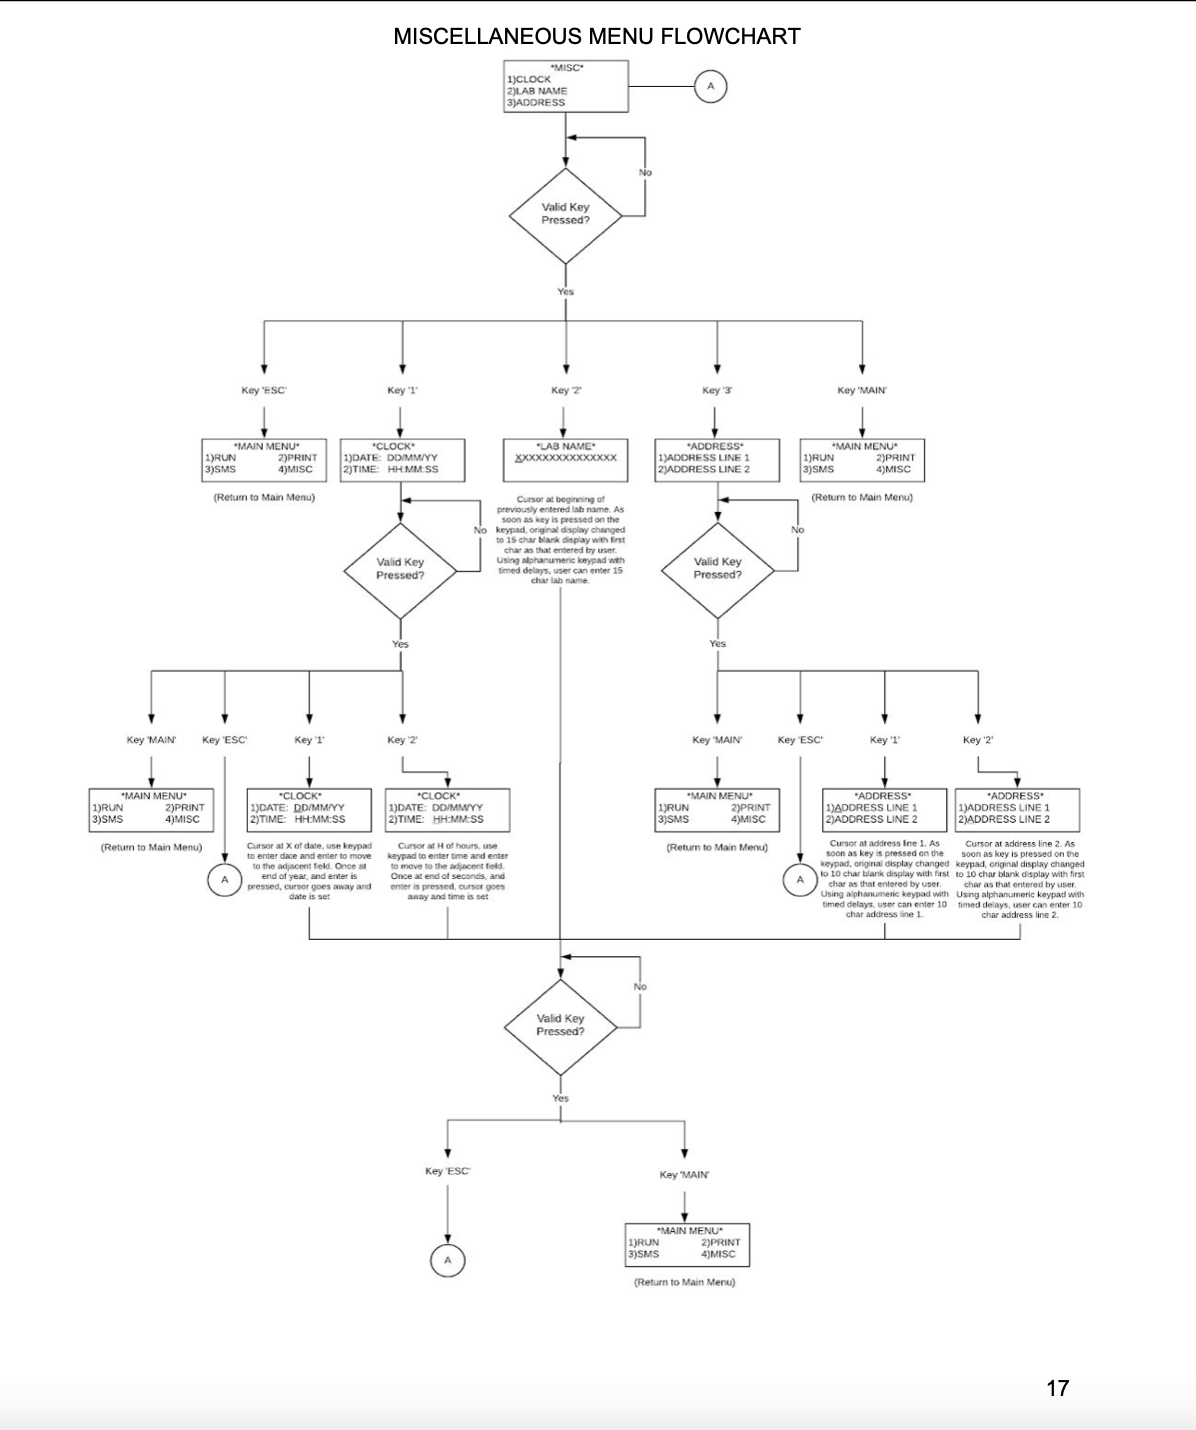 MISCELLANEOUS MENU FLOWCHART
*MISC*
1)CLOCK
2)LAB NAME
3)ADDRESS
A
No
Valid Key
Pressed?
Yes
Key 'ESC'
Key '1'
Key '2'
Key '3'
Key 'MAIN'
*MAIN MENU*
1)RUN 2)PRINT
3)SMS 4)MISC
(Return to Main Menu)
*CLOCK*
1)DATE: DD/MM/YY
2)TIME: HH:MM:SS
*LAB NAME*
XXXXXXXXXXXXXXX
Cursor at beginning of
previously entered lab name. As
soon as key is pressed on the
keypad, original display changed
to 15 char blank display with first
char as that entered by user.
Using alphanumeric keypad with
timed delays, user can enter 15
char lab name.
*ADDRESS*
1)ADDRESS LINE 1
2)ADDRESS LINE 2
*MAIN MENU*
1)RUN 2)PRINT
3)SMS 4)MISC
(Return to Main Menu)
No
Valid Key
Pressed?
Yes
No
Valid Key
Pressed?
Yes
Key 'MAIN'
Key 'ESC'
Key '1'
Key '2'
Key 'MAIN'
Key 'ESC'
Key '1'
Key '2'
*MAIN MENU*
1)RUN 2)PRINT
3)SMS 4)MISC
(Return to Main Menu)
A
*CLOCK*
1)DATE: DD/MM/YY
2)TIME: HH:MM:SS
Cursor at X of date, use keypad
to enter date and enter to move
to the adjacent field. Once at
end of year, and enter is
pressed, cursor goes away and
date is set
*CLOCK*
1)DATE: DD/MM/YY
2)TIME: HH:MM:SS
Cursor at H of hours, use
keypad to enter time and enter
to move to the adjacent field.
Once at end of seconds, and
enter is pressed, cursor goes
away and time is set
*MAIN MENU*
1)RUN 2)PRINT
3)SMS 4)MISC
(Return to Main Menu)
A
*ADDRESS*
1)ADDRESS LINE 1
2)ADDRESS LINE 2
Cursor at address line 1. As
soon as key is pressed on the
keypad, original display changed
to 10 char blank display with first
char as that entered by user.
Using alphanumeric keypad with
timed delays, user can enter 10
char address line 1.
*ADDRESS*
1)ADDRESS LINE 1
2)ADDRESS LINE 2
Cursor at address line 2. As
soon as key is pressed on the
keypad, original display changed
to 10 char blank display with first
char as that entered by user.
Using alphanumeric keypad with
timed delays, user can enter 10
char address line 2.
No
Valid Key
Pressed?
Yes
Key 'ESC'
Key 'MAIN'
A
*MAIN MENU*
1)RUN 2)PRINT
3)SMS 4)MISC
(Return to Main Menu)
17